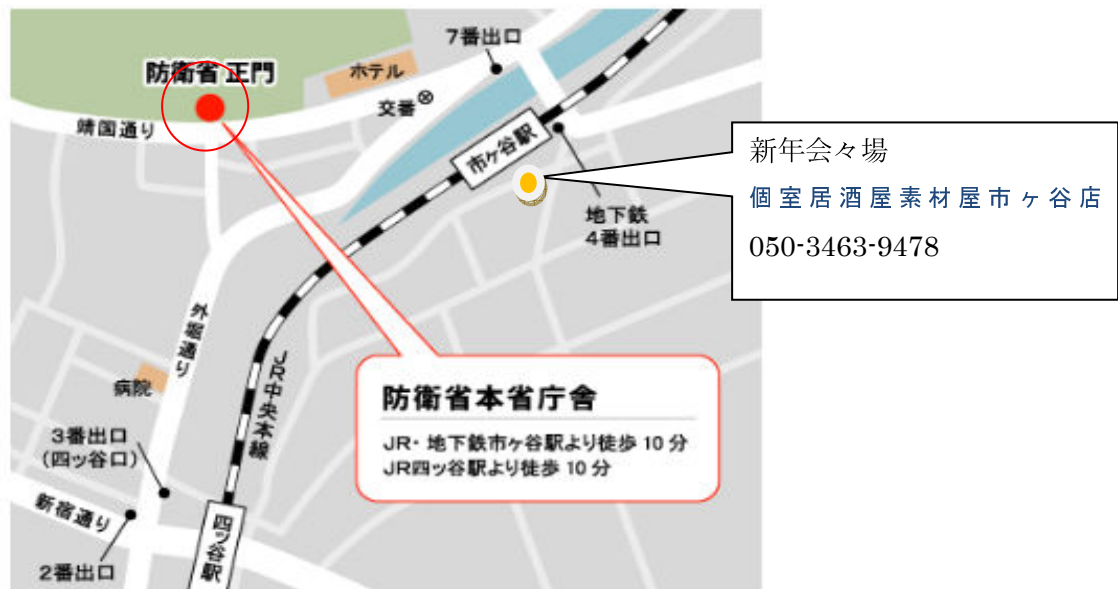 7番出口
防衛省 正門
ホテル
交番
靖国通り
市ヶ谷駅
新年会々場
個室居酒屋素材屋市ヶ谷店
050-3463-9478
地下鉄
4番出口
外堀通り
JR中央本線
病院
防衛省本省庁舎
JR・地下鉄市ヶ谷駅より徒歩10分
JR四ッ谷駅より徒歩10分
3番出口
(四ッ谷口)
新宿通り
四ッ谷駅
2番出口